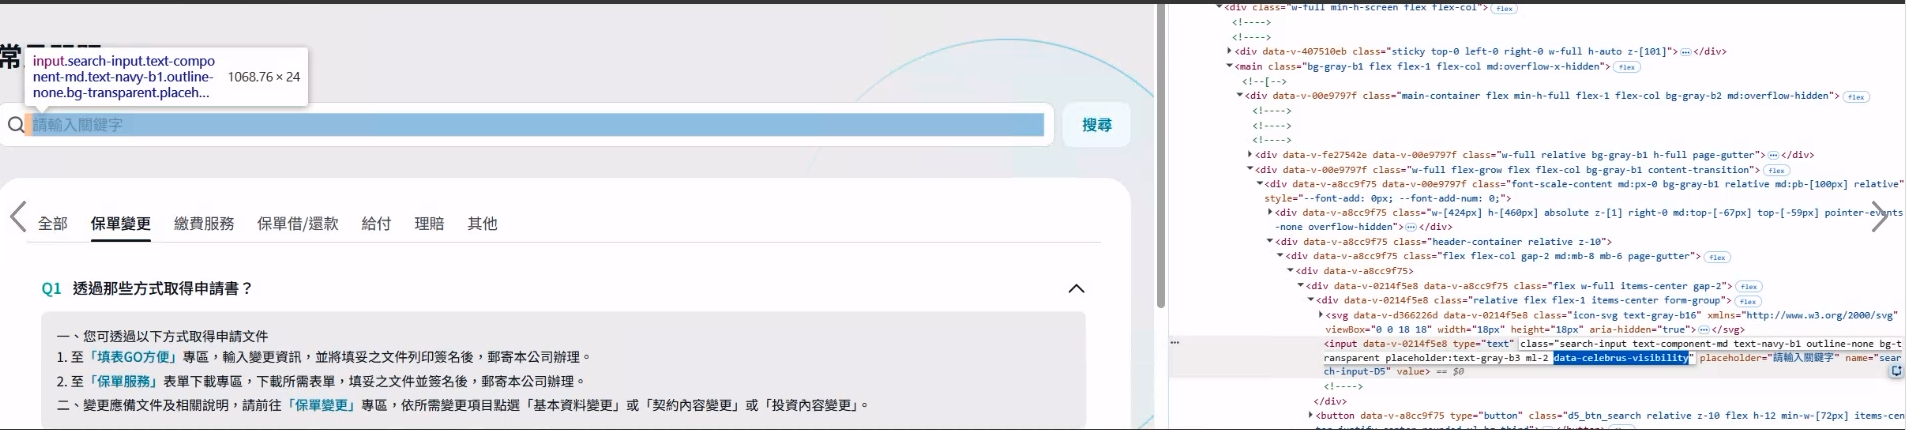 input.search-input.text-compo
nent-md.text-navy-b1.outline-
none.bg-transparent.placeh...
1068.76 × 24
請輸入關鍵字
搜尋
全部 保單變更 繳費服務 保單借/還款 給付 理賠 其他
Q1 透過那些方式取得申請書？
一、您可透過以下方式取得申請文件
1. 至「填表GO方便」專區，輸入變更資訊，並將填妥之文件列印簽名後，郵寄本公司辦理。
2. 至「保單服務」表單下載專區，下載所需表單，填妥文件並簽名後，郵寄本公司辦理。
二、變更應備文件及相關說明，請前往「保單變更」專區，依所需變更項目點選「基本資料變更」或「契約內容變更」或「投資內容變更」。
<div class="w-full min-h-screen flex flex-col"> flex
<!---->
<!---->
<div data-v-407510eb class="sticky top-0 left-0 right-0 w-full h-auto z-[101]"> ⋯ </div>
<main class="bg-gray-b1 flex flex-1 flex-col md:overflow-x-hidden"> flex
<!--[-->
<div data-v-00e9797f class="main-container flex min-h-full flex-1 flex-col bg-gray-b2 md:overflow-hidden"> flex
<!---->
<!---->
<!---->
<div data-v-fe27542e data-v-00e9797f class="w-full relative bg-gray-b1 h-full page-gutter"> ⋯ </div>
<div data-v-00e9797f class="w-full flex-grow flex flex-col bg-gray-b1 content-transition"> flex
<div data-v-a8cc9f75 data-v-00e9797f class="font-scale-content md:px-0 bg-gray-b1 relative md:pb-[100px] relative"
style="--font-add: 0px; --font-add-num: 0;">
<div data-v-a8cc9f75 class="w-[424px] h-[460px] absolute z-[1] right-0 md:top-[-67px] top-[-59px] pointer-events
-none overflow-hidden"> ⋯ </div>
<div data-v-a8cc9f75 class="header-container relative z-10">
<div data-v-a8cc9f75 class="flex flex-col gap-2 md:mb-8 mb-6 page-gutter"> flex
<div data-v-a8cc9f75>
<div data-v-0214f5e8 data-v-a8cc9f75 class="flex w-full items-center gap-2"> flex
<div data-v-0214f5e8 class="relative flex flex-1 items-center form-group"> flex
<svg data-v-d366226d data-v-0214f5e8 class="icon-svg text-gray-b16" xmlns="http://www.w3.org/2000/svg"
viewBox="0 0 18 18" width="18px" height="18px" aria-hidden="true"> ⋯ </svg>
<input data-v-0214f5e8 type="text" class="search-input text-component-md text-navy-b1 outline-none bg-t
ransparent placeholder:text-gray-b3 ml-2 data-celebrus-visibility" placeholder="請輸入關鍵字" name="sear
ch-input-D5" value> == $0
<!---->
</div>
<button data-v-a8cc9f75 type="button" class="d5_btn_search relative z-10 flex h-12 min-w-[72px] items-cen